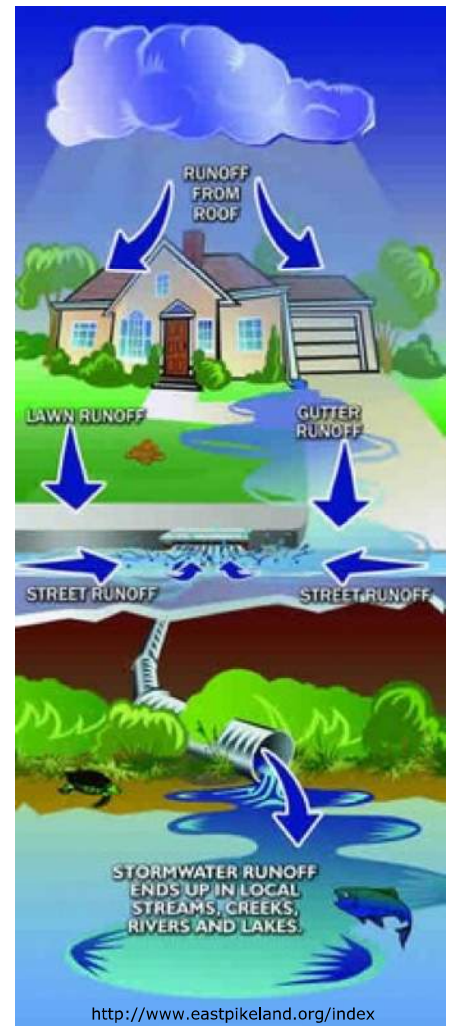 RUNOFF
FROM
ROOF
LAWN RUNOFF
GUTTER
RUNOFF
STREET RUNOFF
STREET RUNOFF
STORMWATER RUNOFF
ENDS UP IN LOCAL
STREAMS, CREEKS,
RIVERS AND LAKES.
http://www.eastpikeland.org/index